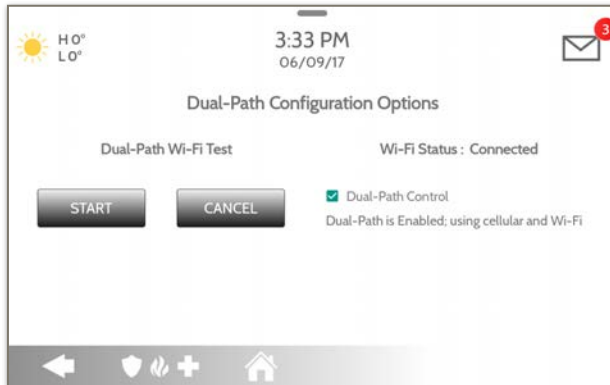 H 0°
L 0°
3:33 PM
06/09/17
3
Dual-Path Configuration Options
Dual-Path Wi-Fi Test
Wi-Fi Status : Connected
START
CANCEL
Dual-Path Control
Dual-Path is Enabled; using cellular and Wi-Fi